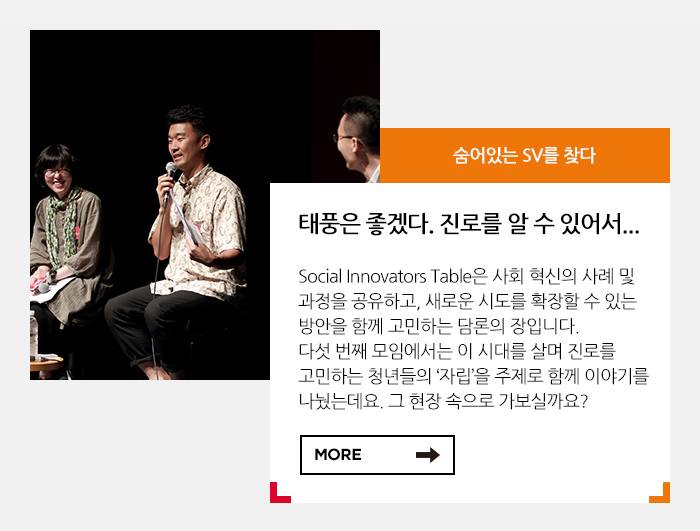 숨어있는 SV를 찾다
태풍은 좋겠다. 진로를 알 수 있어서...
Social Innovators Table은 사회 혁신의 사례 및
과정을 공유하고, 새로운 시도를 확장할 수 있는
방안을 함께 고민하는 담론의 장입니다.
다섯 번째 모임에서는 이 시대를 살며 진로를
고민하는 청년들의 ‘자립’을 주제로 함께 이야기를
나눴는데요. 그 현장 속으로 가보실까요?
MORE